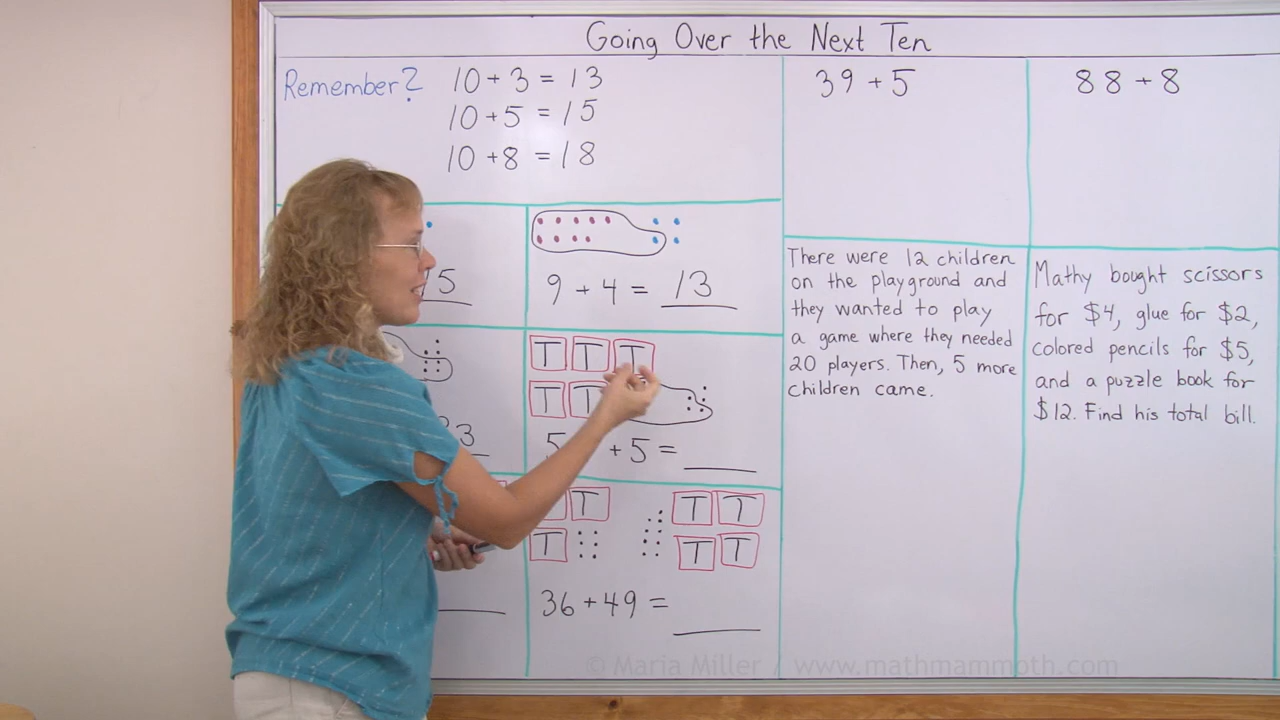 Going Over the Next Ten
Remember?
10 + 3 = 13
10 + 5 = 15
10 + 8 = 18
39 + 5
88 + 8
15
9 + 4 = 13
There were 12 children
on the playground and
they wanted to play
a game where they needed
20 players. Then, 5 more
children came.
Mathy bought scissors
for $4, glue for $2,
colored pencils for $5,
and a puzzle book for
$12. Find his total bill.
T T T
T T
5 + 5 =
T T T
T T T
36 + 49 =
© Maria Miller / www.mathmammoth.com